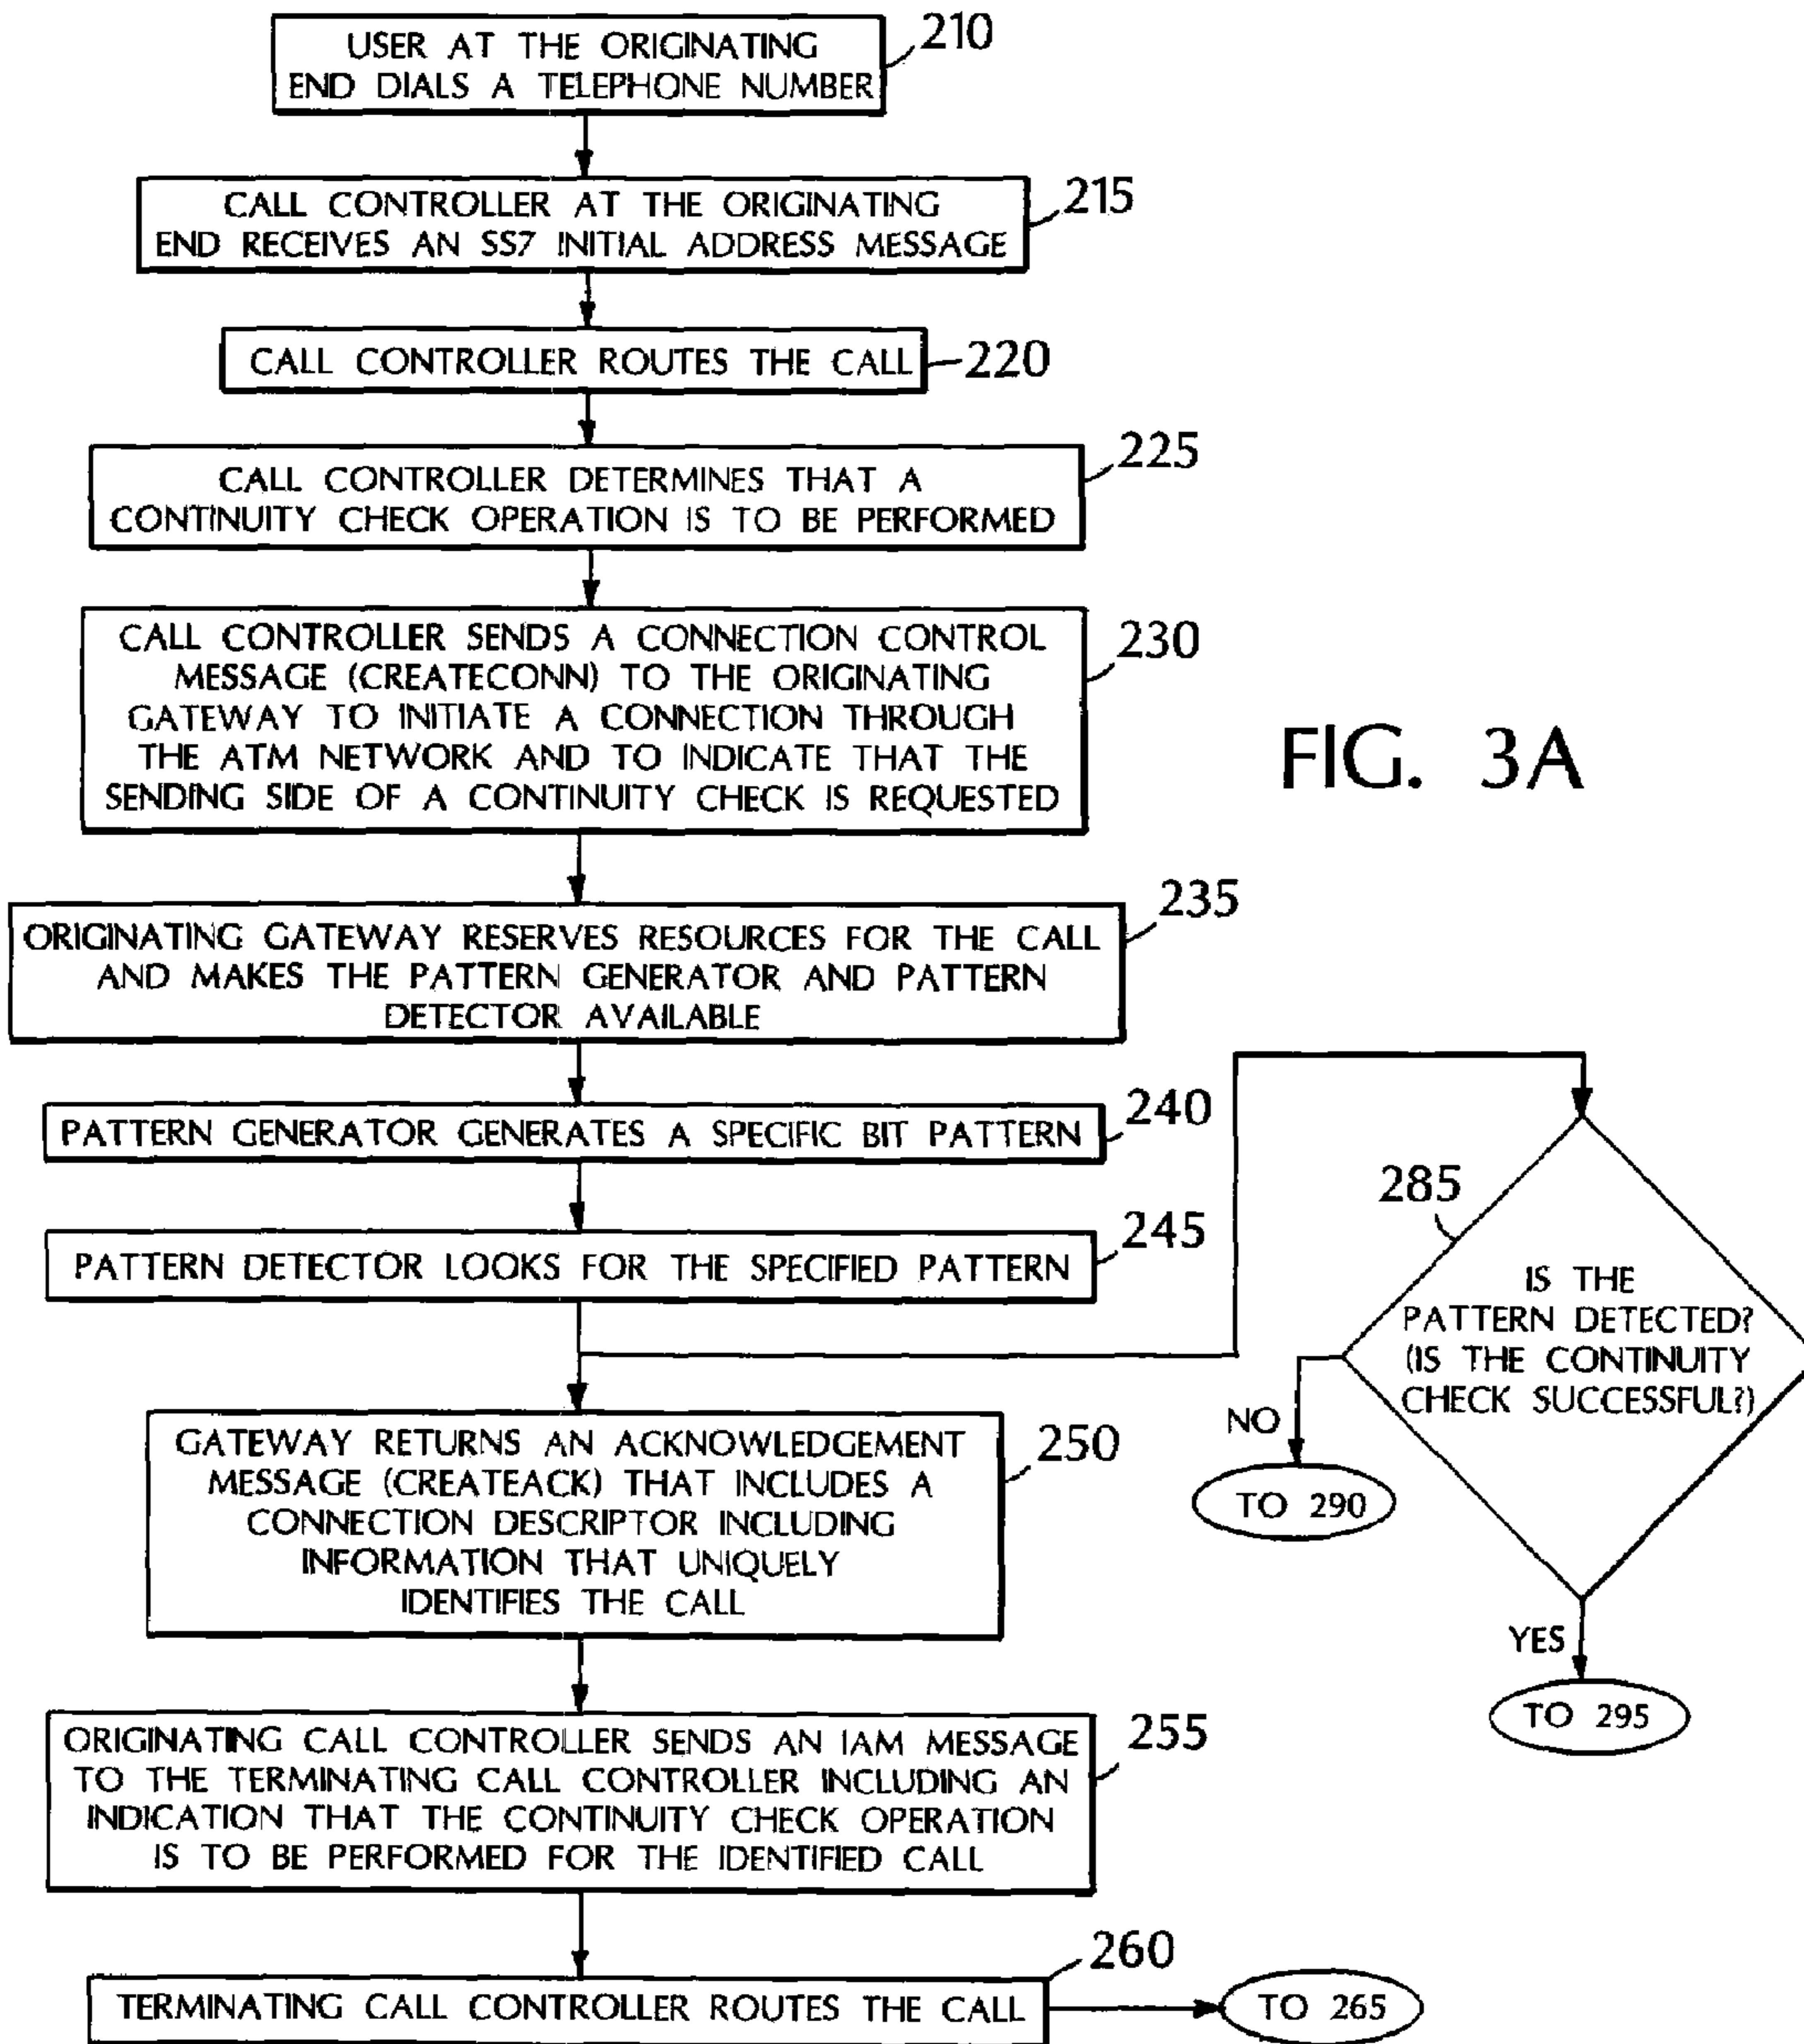 USER AT THE ORIGINATING
END DIALS A TELEPHONE NUMBER
210
CALL CONTROLLER AT THE ORIGINATING
END RECEIVES AN SS7 INITIAL ADDRESS MESSAGE
215
CALL CONTROLLER ROUTES THE CALL
220
CALL CONTROLLER DETERMINES THAT A
CONTINUITY CHECK OPERATION IS TO BE PERFORMED
225
CALL CONTROLLER SENDS A CONNECTION CONTROL
MESSAGE (CREATECONN) TO THE ORIGINATING
GATEWAY TO INITIATE A CONNECTION THROUGH
THE ATM NETWORK AND TO INDICATE THAT THE
SENDING SIDE OF A CONTINUITY CHECK IS REQUESTED
230
FIG. 3A
ORIGINATING GATEWAY RESERVES RESOURCES FOR THE CALL
AND MAKES THE PATTERN GENERATOR AND PATTERN
DETECTOR AVAILABLE
235
PATTERN GENERATOR GENERATES A SPECIFIC BIT PATTERN
240
PATTERN DETECTOR LOOKS FOR THE SPECIFIED PATTERN
245
285
IS THE
PATTERN DETECTED?
(IS THE CONTINUITY
CHECK SUCCESSFUL?)
NO
TO 290
YES
TO 295
GATEWAY RETURNS AN ACKNOWLEDGEMENT
MESSAGE (CREATEACK) THAT INCLUDES A
CONNECTION DESCRIPTOR INCLUDING
INFORMATION THAT UNIQUELY
IDENTIFIES THE CALL
250
ORIGINATING CALL CONTROLLER SENDS AN IAM MESSAGE
TO THE TERMINATING CALL CONTROLLER INCLUDING AN
INDICATION THAT THE CONTINUITY CHECK OPERATION
IS TO BE PERFORMED FOR THE IDENTIFIED CALL
255
TERMINATING CALL CONTROLLER ROUTES THE CALL
260
TO 265